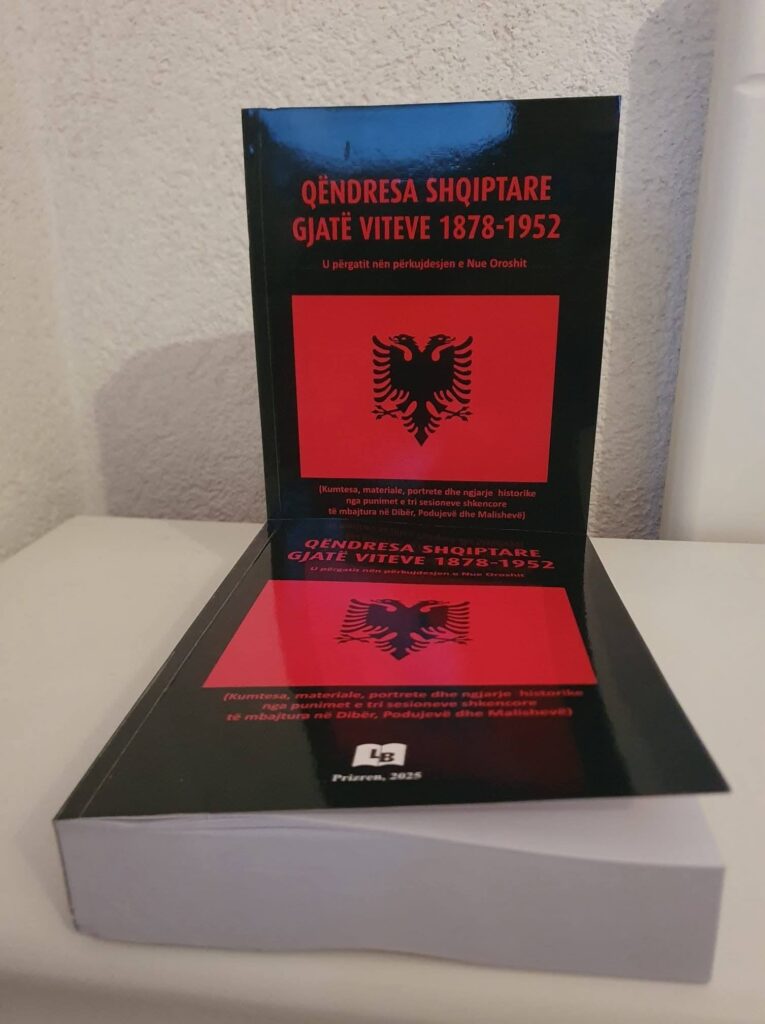 QËNDRESA SHQIPTARE
GJATË VITEVE 1878-1952
U përgatit nën përkujdesjen e Nue Oroshit
(Kumtesa, materiale, portrete dhe ngjarje historike
nga punimet e tri sesioneve shkencore
të mbajtura në Dibër, Podujevë dhe Malishevë)
QËNDRESA SHQIPTARE
GJATË VITEVE 1878-1952
U përgatit nën përkujdesjen e Nue Oroshit
(Kumtesa, materiale, portrete dhe ngjarje historike
nga punimet e tri sesioneve shkencore
të mbajtura në Dibër, Podujevë dhe Malishevë)
LB
Prizren, 2025